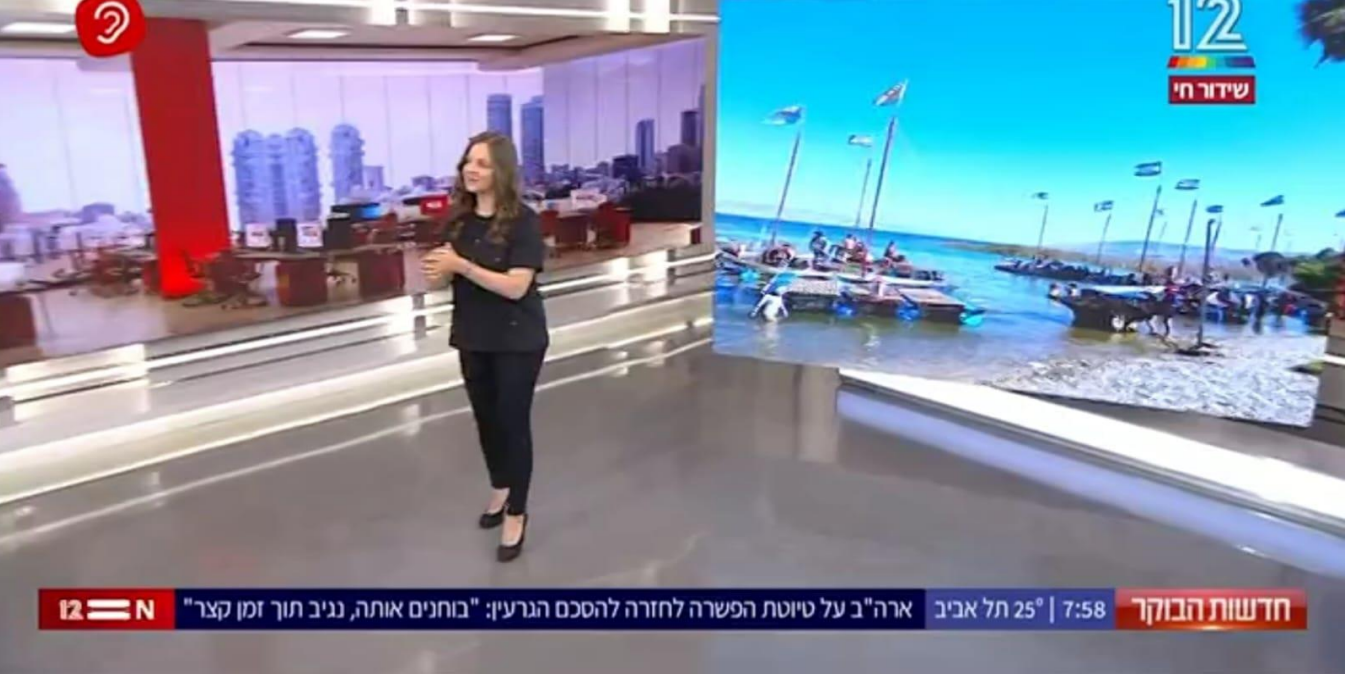 12
שידור חי
חדשות הבוקר
7:58 | 25° תל אביב
ארה"ב על טיוטת הפשרה לחזרה להסכם הגרעין: "בוחנים אותה, נגיב תוך זמן קצר"
N12